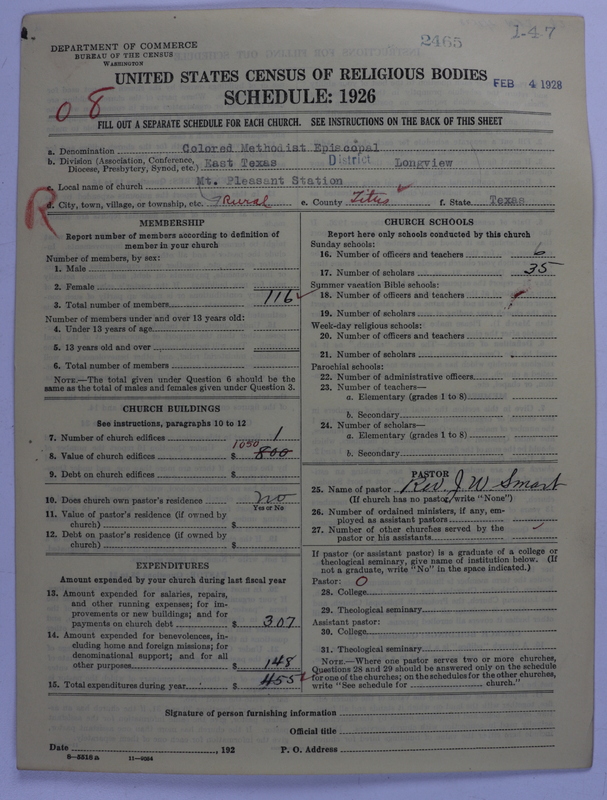 2465
1-47
DEPARTMENT OF COMMERCE
BUREAU OF THE CENSUS
WASHINGTON
UNITED STATES CENSUS OF RELIGIOUS BODIES
FEB 4 1928
SCHEDULE: 1926
08
FILL OUT A SEPARATE SCHEDULE FOR EACH CHURCH. SEE INSTRUCTIONS ON THE BACK OF THIS SHEET
a. Denomination Colored Methodist Episcopal
b. Division (Association, Conference, Diocese, Presbytery, Synod, etc.) East Texas District Longview
c. Local name of church Mt. Pleasant Station
R
d. City, town, village, or township, etc. Rural e. County Titus f. State Texas
MEMBERSHIP
Report number of members according to definition of
member in your church
Number of members, by sex:
1. Male
2. Female
3. Total number of members 116
Number of members under and over 13 years old:
4. Under 13 years of age
5. 13 years old and over
6. Total number of members
NOTE.—The total given under Question 6 should be the
same as the total of males and females given under Question 3.
CHURCH BUILDINGS
See instructions, paragraphs 10 to 12
7. Number of church edifices 1
1050
8. Value of church edifices $ 800
9. Debt on church edifices $
10. Does church own pastor's residence no
Yes or No
11. Value of pastor's residence (if owned by
church) $
12. Debt on pastor's residence (if owned by
church) $
EXPENDITURES
Amount expended by your church during last fiscal year
13. Amount expended for salaries, repairs,
and other running expenses; for im-
provements or new buildings; and for
payments on church debt $ 307
14. Amount expended for benevolences, in-
cluding home and foreign missions; for
denominational support; and for all
other purposes $ 148
15. Total expenditures during year $ 455
CHURCH SCHOOLS
Report here only schools conducted by this church
Sunday schools:
16. Number of officers and teachers 6
17. Number of scholars 35
Summer vacation Bible schools:
18. Number of officers and teachers
19. Number of scholars
Week-day religious schools:
20. Number of officers and teachers
21. Number of scholars
Parochial schools:
22. Number of administrative officers
23. Number of teachers—
a. Elementary (grades 1 to 8)
b. Secondary
24. Number of scholars—
a. Elementary (grades 1 to 8)
b. Secondary
PASTOR
25. Name of pastor Rev. J W Smart
(If church has no pastor, write "None")
26. Number of ordained ministers, if any, em-
ployed as assistant pastors
27. Number of other churches served by the
pastor or his assistants
If pastor (or assistant pastor) is a graduate of a college or
theological seminary, give name of institution below. (If
not a graduate, write "No" in the space indicated.)
Pastor: O
28. College
29. Theological seminary
Assistant pastor:
30. College
31. Theological seminary
NOTE.—Where one pastor serves two or more churches,
Questions 28 and 29 should be answered only on the schedule
for one of the churches; on the schedules for the other churches,
write "See schedule for church."
Signature of person furnishing information
Official title
Date , 192 P. O. Address
8-5516a 11-9034